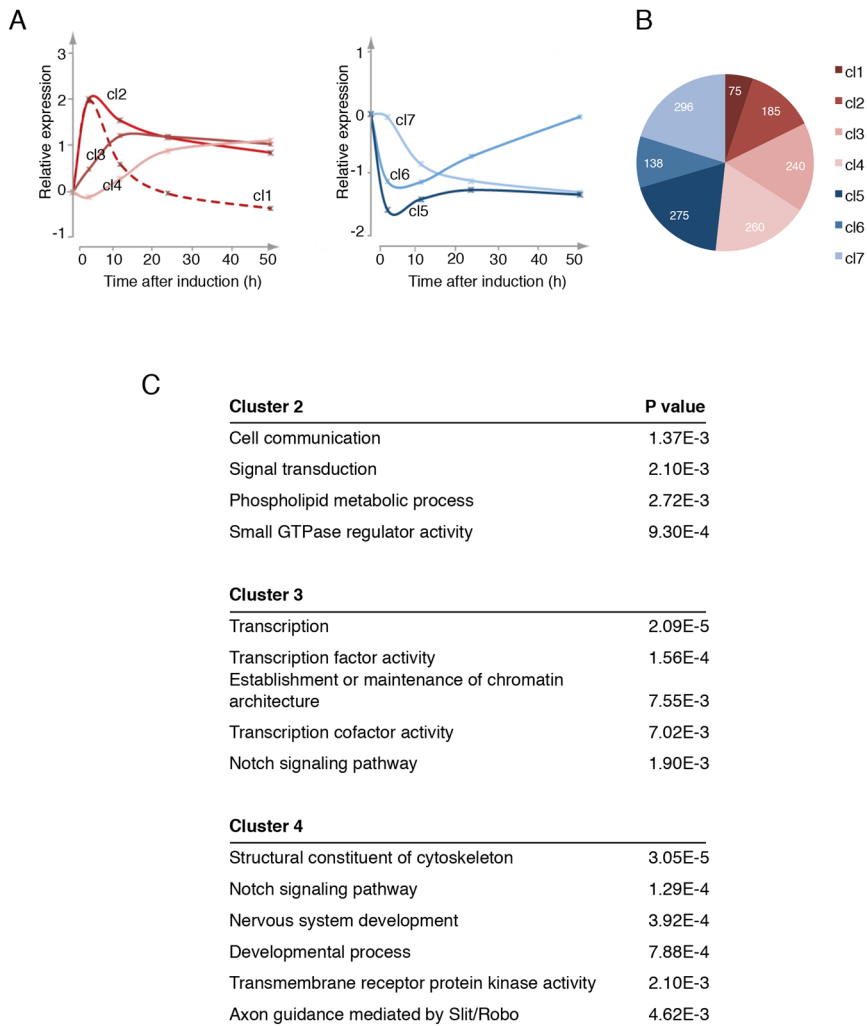 A
Relative expression
3
2
1
0
-1
cl2
cl3
cl4
cl1
0 10 20 30 40 50
Time after induction (h)
Relative expression
1
0
-1
-2
cl7
cl6
cl5
0 10 20 30 40 50
Time after induction (h)
B
75
185
240
260
275
138
296
cl1
cl2
cl3
cl4
cl5
cl6
cl7
C
Cluster 2 P value
Cell communication 1.37E-3
Signal transduction 2.10E-3
Phospholipid metabolic process 2.72E-3
Small GTPase regulator activity 9.30E-4
Cluster 3
Transcription 2.09E-5
Transcription factor activity 1.56E-4
Establishment or maintenance of chromatin
architecture 7.55E-3
Transcription cofactor activity 7.02E-3
Notch signaling pathway 1.90E-3
Cluster 4
Structural constituent of cytoskeleton 3.05E-5
Notch signaling pathway 1.29E-4
Nervous system development 3.92E-4
Developmental process 7.88E-4
Transmembrane receptor protein kinase activity 2.10E-3
Axon guidance mediated by Slit/Robo 4.62E-3